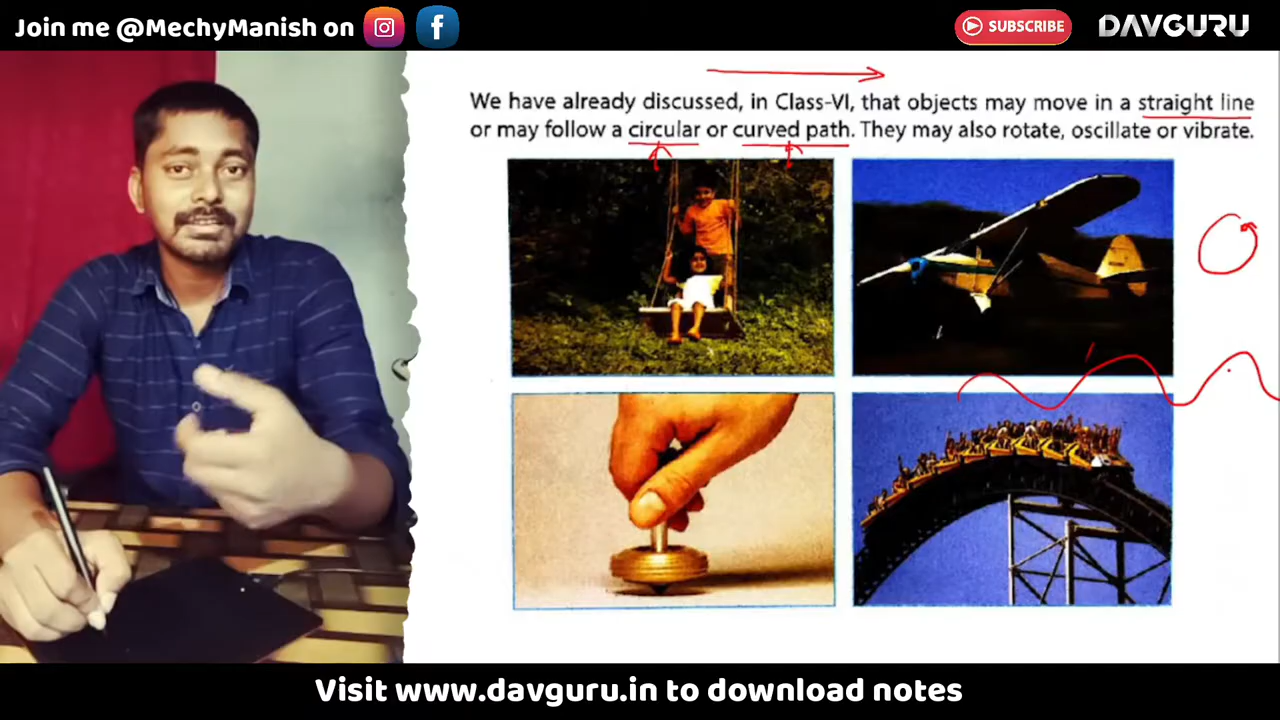 Join me @MechyManish on
SUBSCRIBE
DAVGURU
We have already discussed, in Class-VI, that objects may move in a straight line
or may follow a circular or curved path. They may also rotate, oscillate or vibrate.
Visit www.davguru.in to download notes